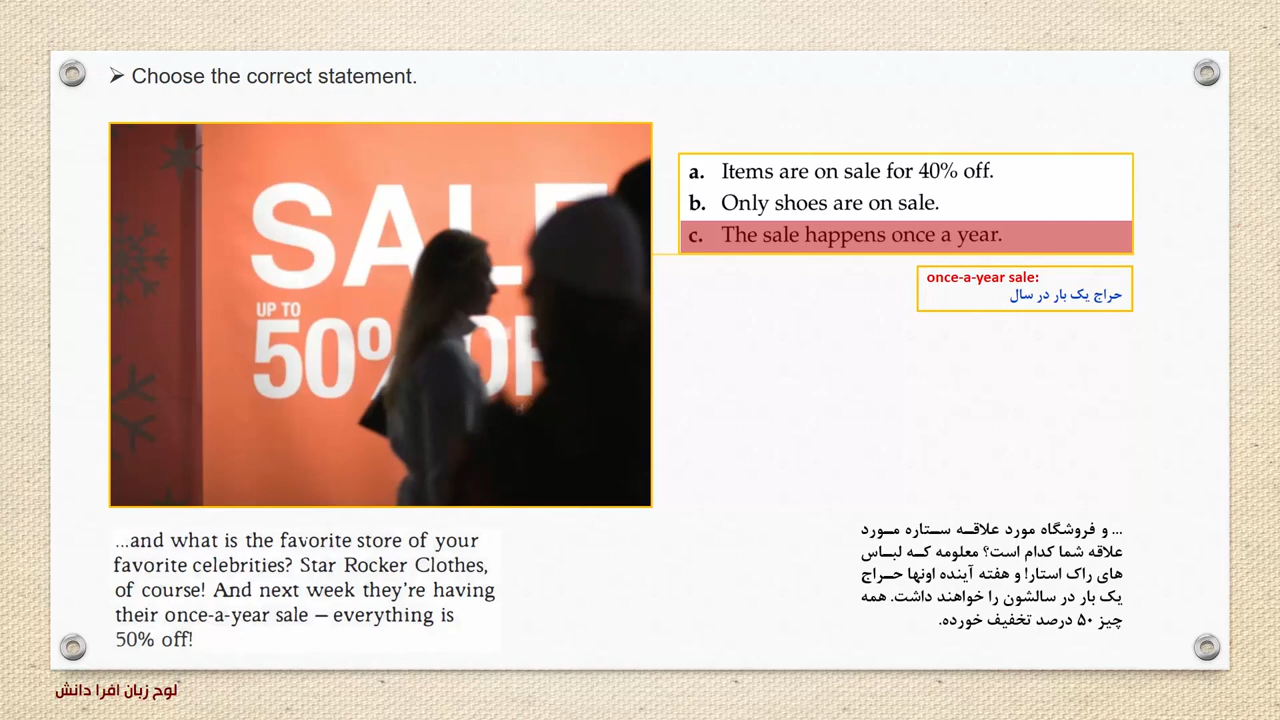 ➢ Choose the correct statement.
SALE
UP TO
50% OFF
a. Items are on sale for 40% off.
b. Only shoes are on sale.
c. The sale happens once a year.
once-a-year sale:
حراج یک بار در سال
...and what is the favorite store of your
favorite celebrities? Star Rocker Clothes,
of course! And next week they’re having
their once-a-year sale – everything is
50% off!
... و فروشگاه مورد علاقه ستاره مورد
علاقه شما کدام است؟ معلومه که لباس
های راک استار! و هفته آینده اونها حراج
یک بار در سالشون را خواهند داشت. همه
چیز ۵۰ درصد تخفیف خورده.
لوح زبان افرا دانش